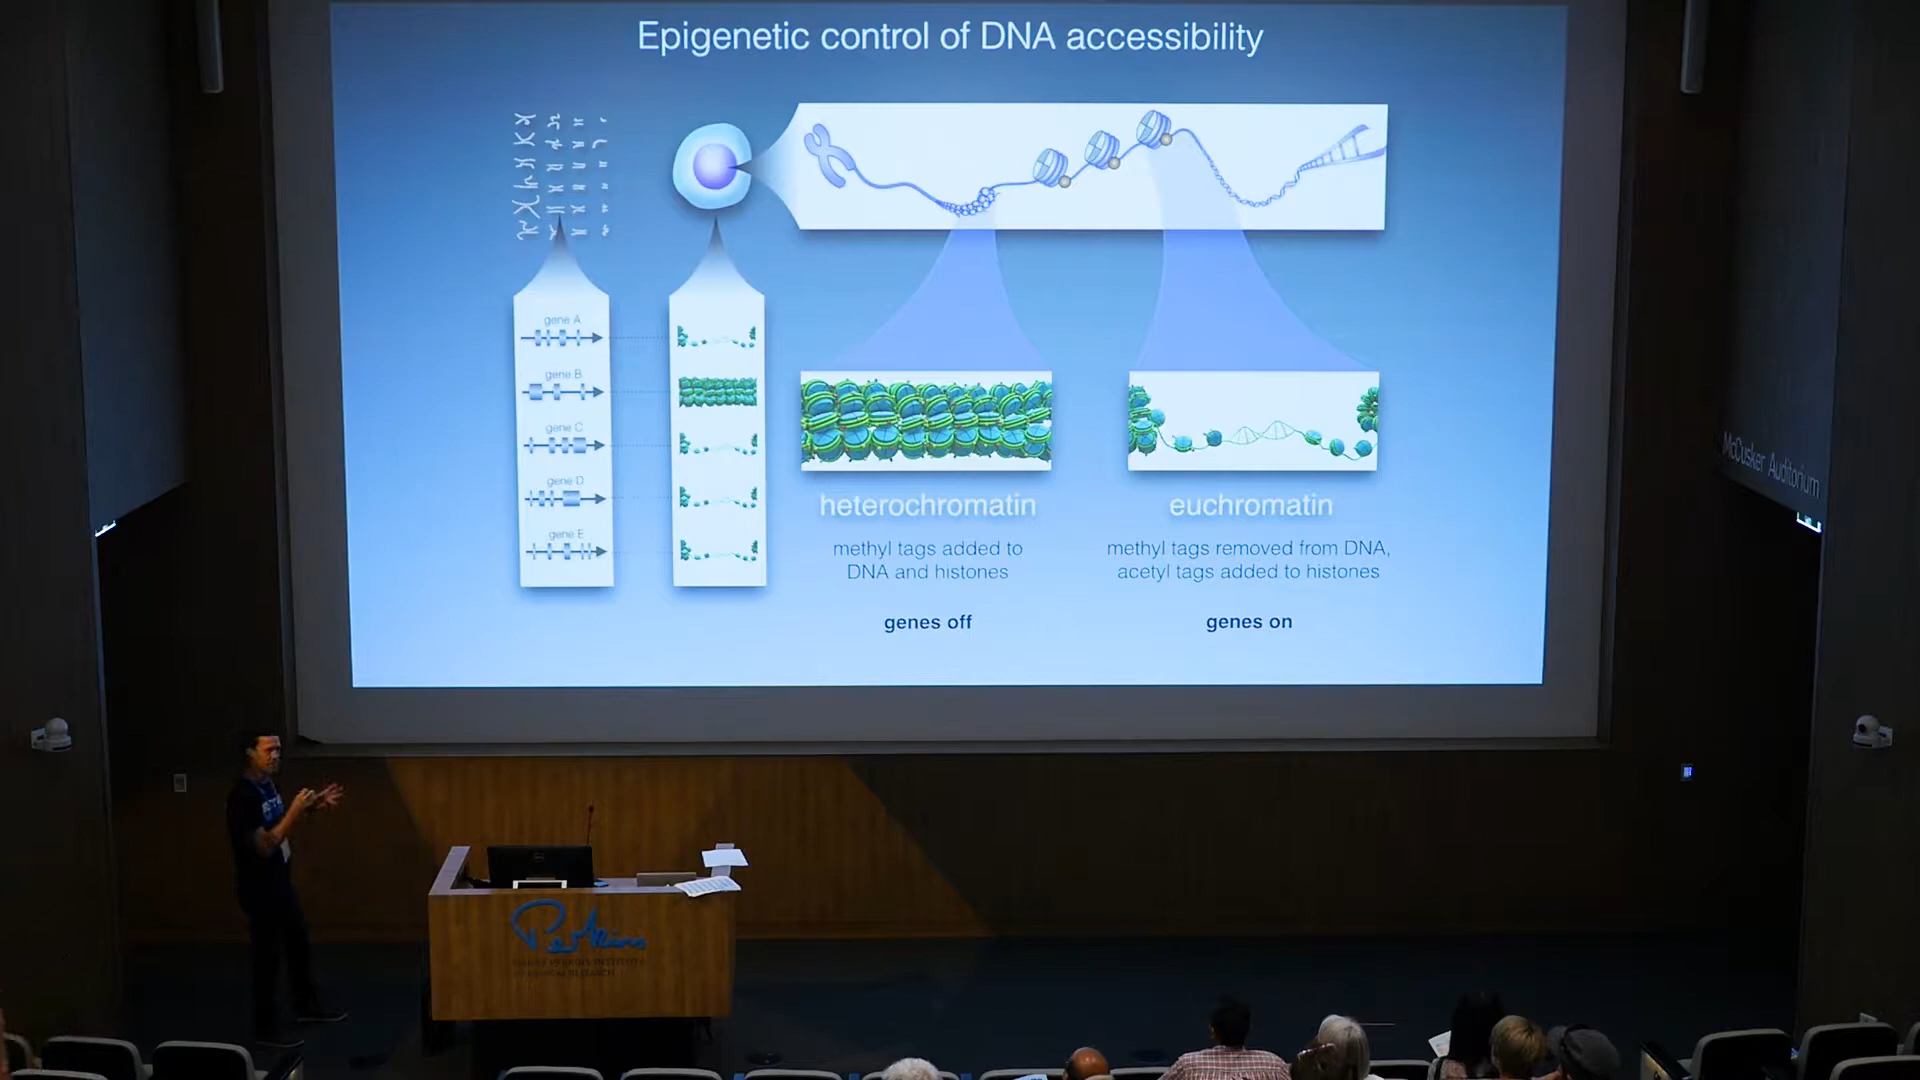 Epigenetic control of DNA accessibility
gene A
gene B
gene C
gene D
gene E
heterochromatin
methyl tags added to
DNA and histones
genes off
euchromatin
methyl tags removed from DNA,
acetyl tags added to histones
genes on
McCusker Auditorium
Perkins